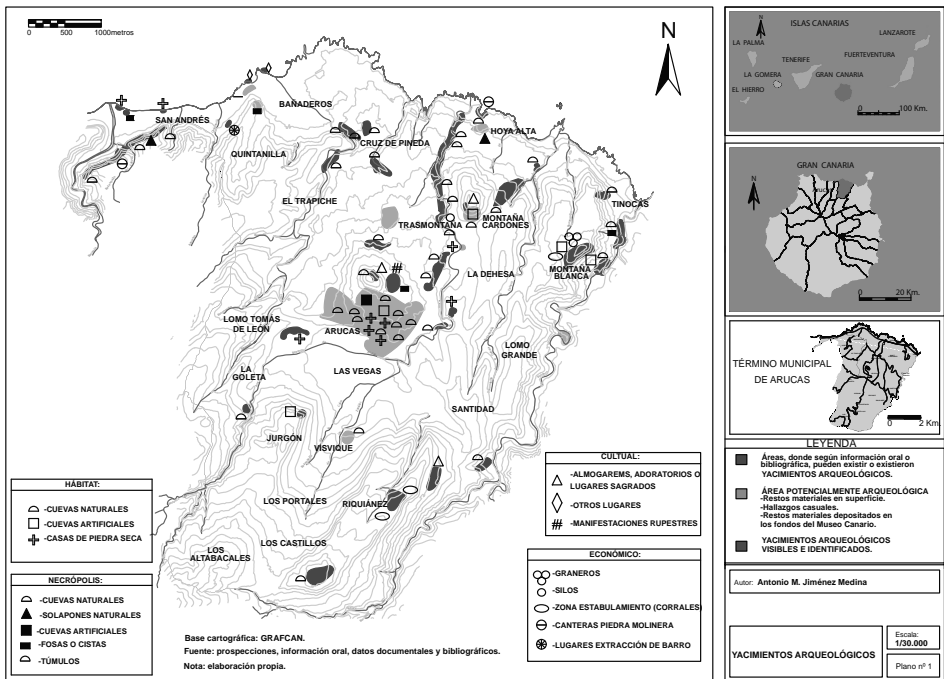 0 500 1000metros
N
BAÑADEROS
SAN ANDRÉS
CRUZ DE PINEDA
HOYA ALTA
QUINTANILLA
EL TRAPICHE
TINOCAS
TRASMONTAÑA
MONTAÑA
CARDONES
LA DEHESA
MONTAÑA
BLANCA
LOMO TOMÁS
DE LEÓN
ARUCAS
LOMO
GRANDE
LA
GOLETA
LAS VEGAS
SANTIDAD
JURGÓN
VISVIQUE
LOS PORTALES
RIQUIÁNEZ
LOS
ALTABACALES
LOS CASTILLOS
HÁBITAT:
-CUEVAS NATURALES
-CUEVAS ARTIFICIALES
-CASAS DE PIEDRA SECA
NECRÓPOLIS:
-CUEVAS NATURALES
-SOLAPONES NATURALES
-CUEVAS ARTIFICIALES
-FOSAS O CISTAS
-TÚMULOS
Base cartográfica: GRAFCAN.
Fuente: prospecciones, información oral, datos documentales y bibliográficos.
Nota: elaboración propia.
CULTUAL:
-ALMOGAREMS, ADORATORIOS O
LUGARES SAGRADOS
-OTROS LUGARES
-MANIFESTACIONES RUPESTRES
ECONÓMICO:
-GRANEROS
-SILOS
-ZONA ESTABULAMIENTO (CORRALES)
-CANTERAS PIEDRA MOLINERA
-LUGARES EXTRACCIÓN DE BARRO
N
ISLAS CANARIAS
LANZAROTE
LA PALMA
FUERTEVENTURA
TENERIFE
LA GOMERA
GRAN CANARIA
EL HIERRO
0 100 Km.
GRAN CANARIA
N
0 20 Km.
TÉRMINO MUNICIPAL
DE ARUCAS
0 2 Km.
LEYENDA
Áreas, donde según información oral o
bibliográfica, pueden existir o existieron
YACIMIENTOS ARQUEOLÓGICOS.
ÁREA POTENCIALMENTE ARQUEOLÓGICA
-Restos materiales en superficie.
-Hallazgos casuales.
-Restos materiales depositados en
los fondos del Museo Canario.
YACIMIENTOS ARQUEOLÓGICOS
VISIBLES E IDENTIFICADOS.
Autor: Antonio M. Jiménez Medina
YACIMIENTOS ARQUEOLÓGICOS
Escala:
1/30.000
Plano nº 1